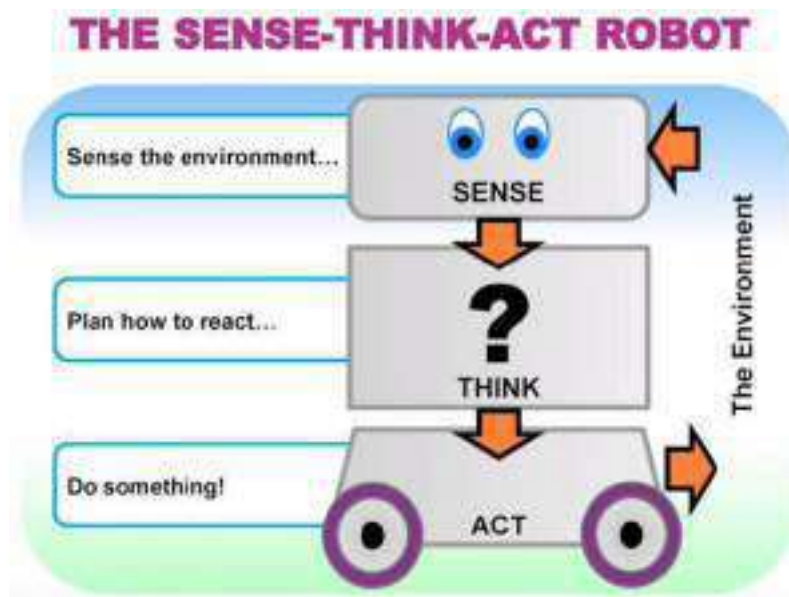 THE SENSE-THINK-ACT ROBOT
Sense the environment...
SENSE
Plan how to react...
?
THINK
Do something!
ACT
The Environment